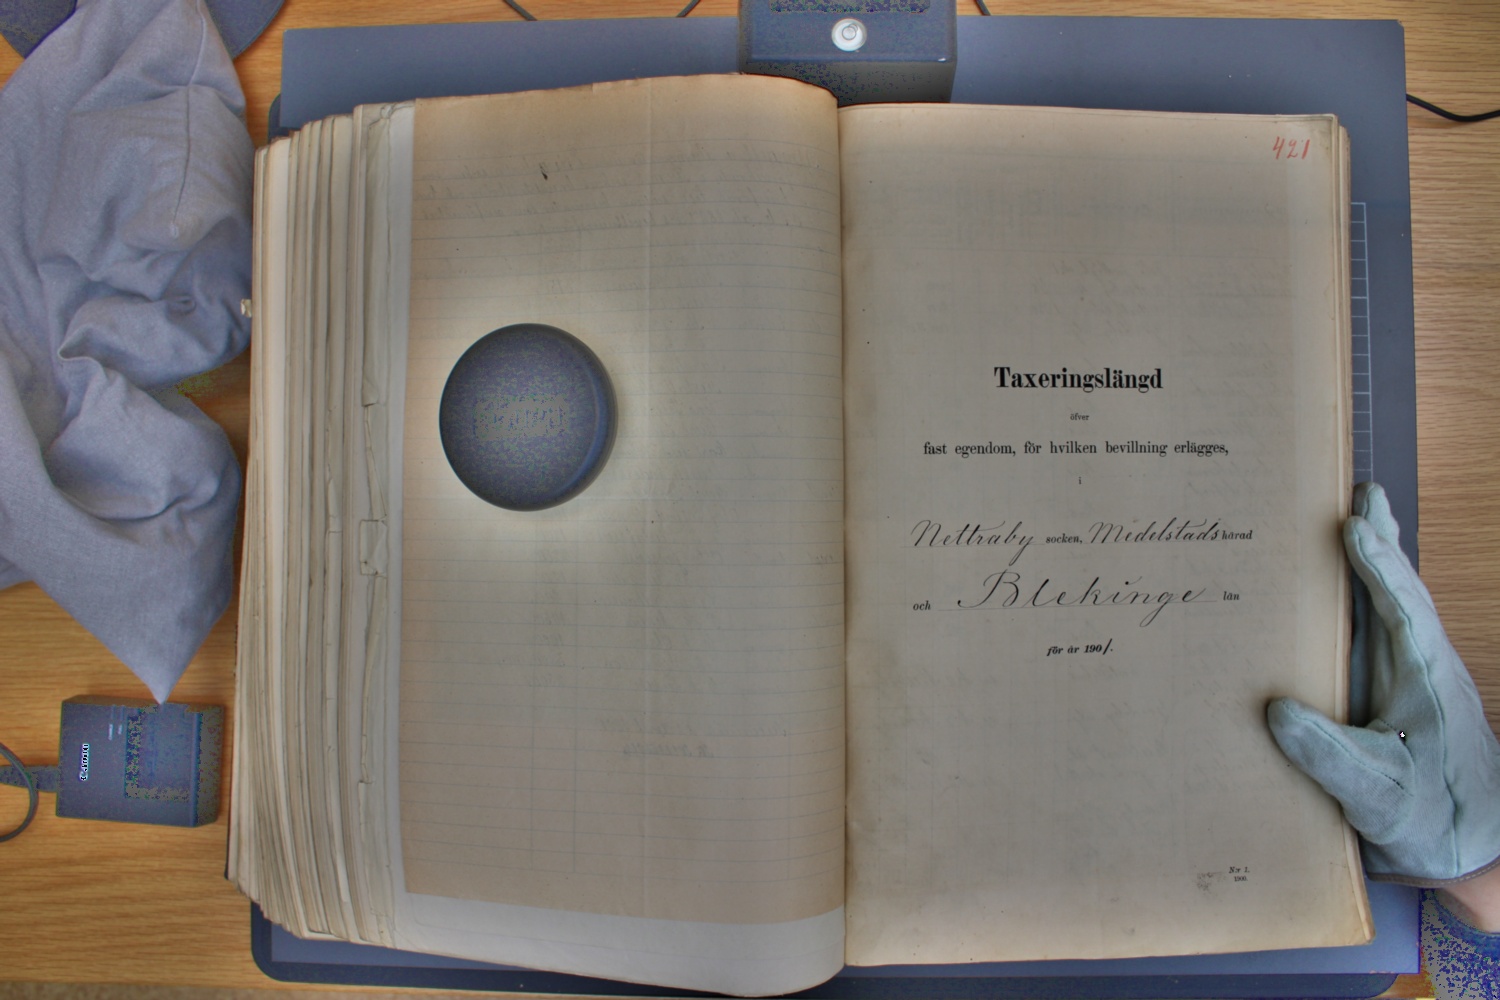 421
Taxeringslängd
öfver
fast egendom, för hvilken bevillning erlägges,
i
Nettraby socken, Medelstads härad
och Blekinge län
för år 1901.
N:r 1.
1900.